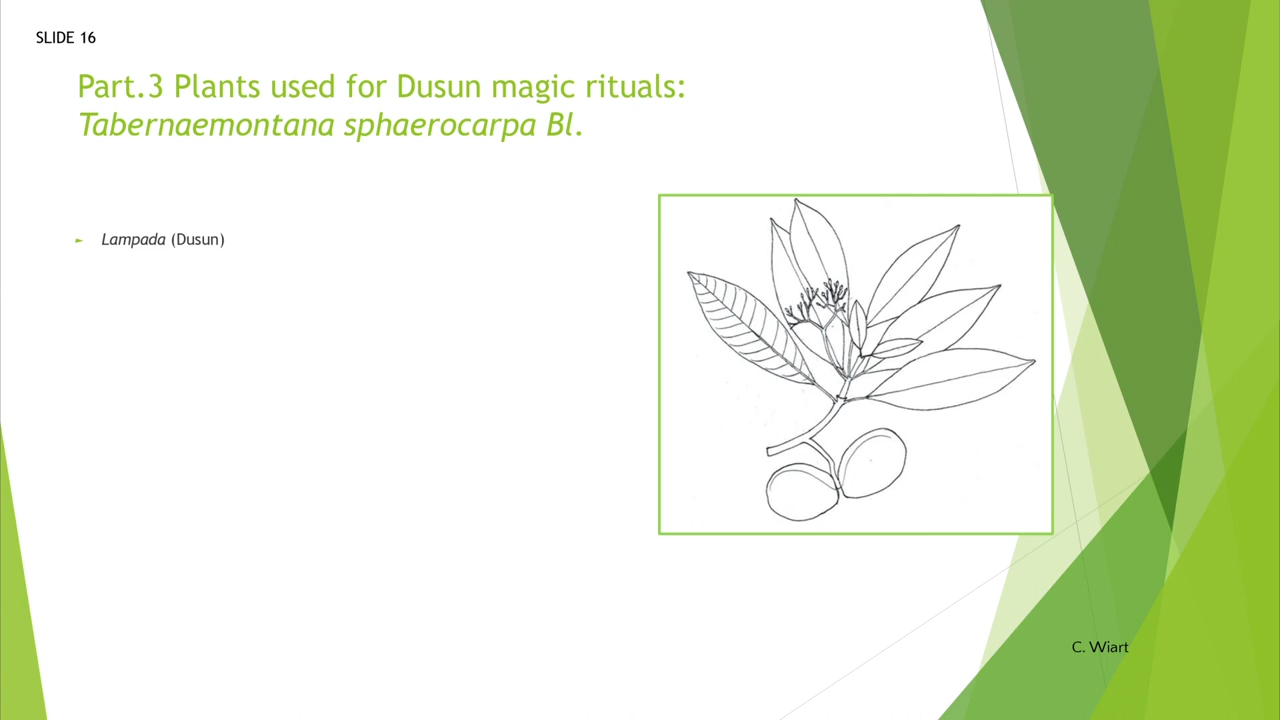 SLIDE 16
Part.3 Plants used for Dusun magic rituals:
Tabernaemontana sphaerocarpa Bl.
Lampada (Dusun)
C. Wiart